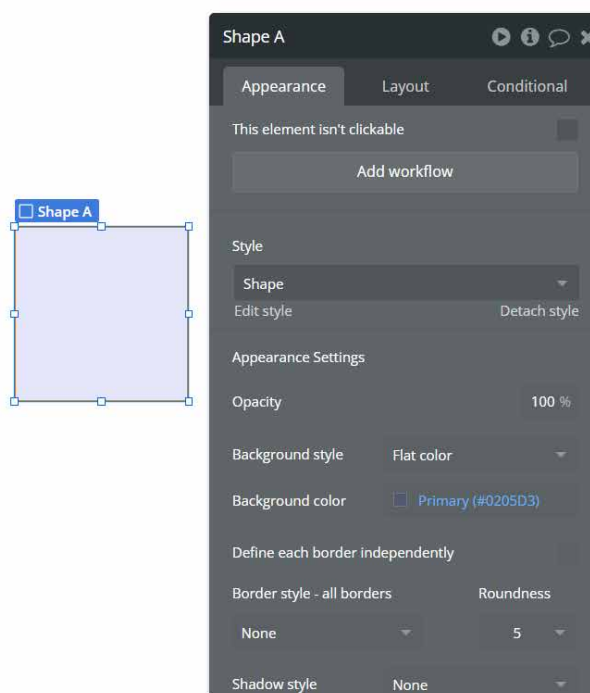 Shape A
Appearance Layout Conditional
This element isn't clickable
Add workflow
Shape A
Style
Shape
Edit style Detach style
Appearance Settings
Opacity 100 %
Background style Flat color
Background color Primary (#0205D3)
Define each border independently
Border style - all borders Roundness
None 5
Shadow style None